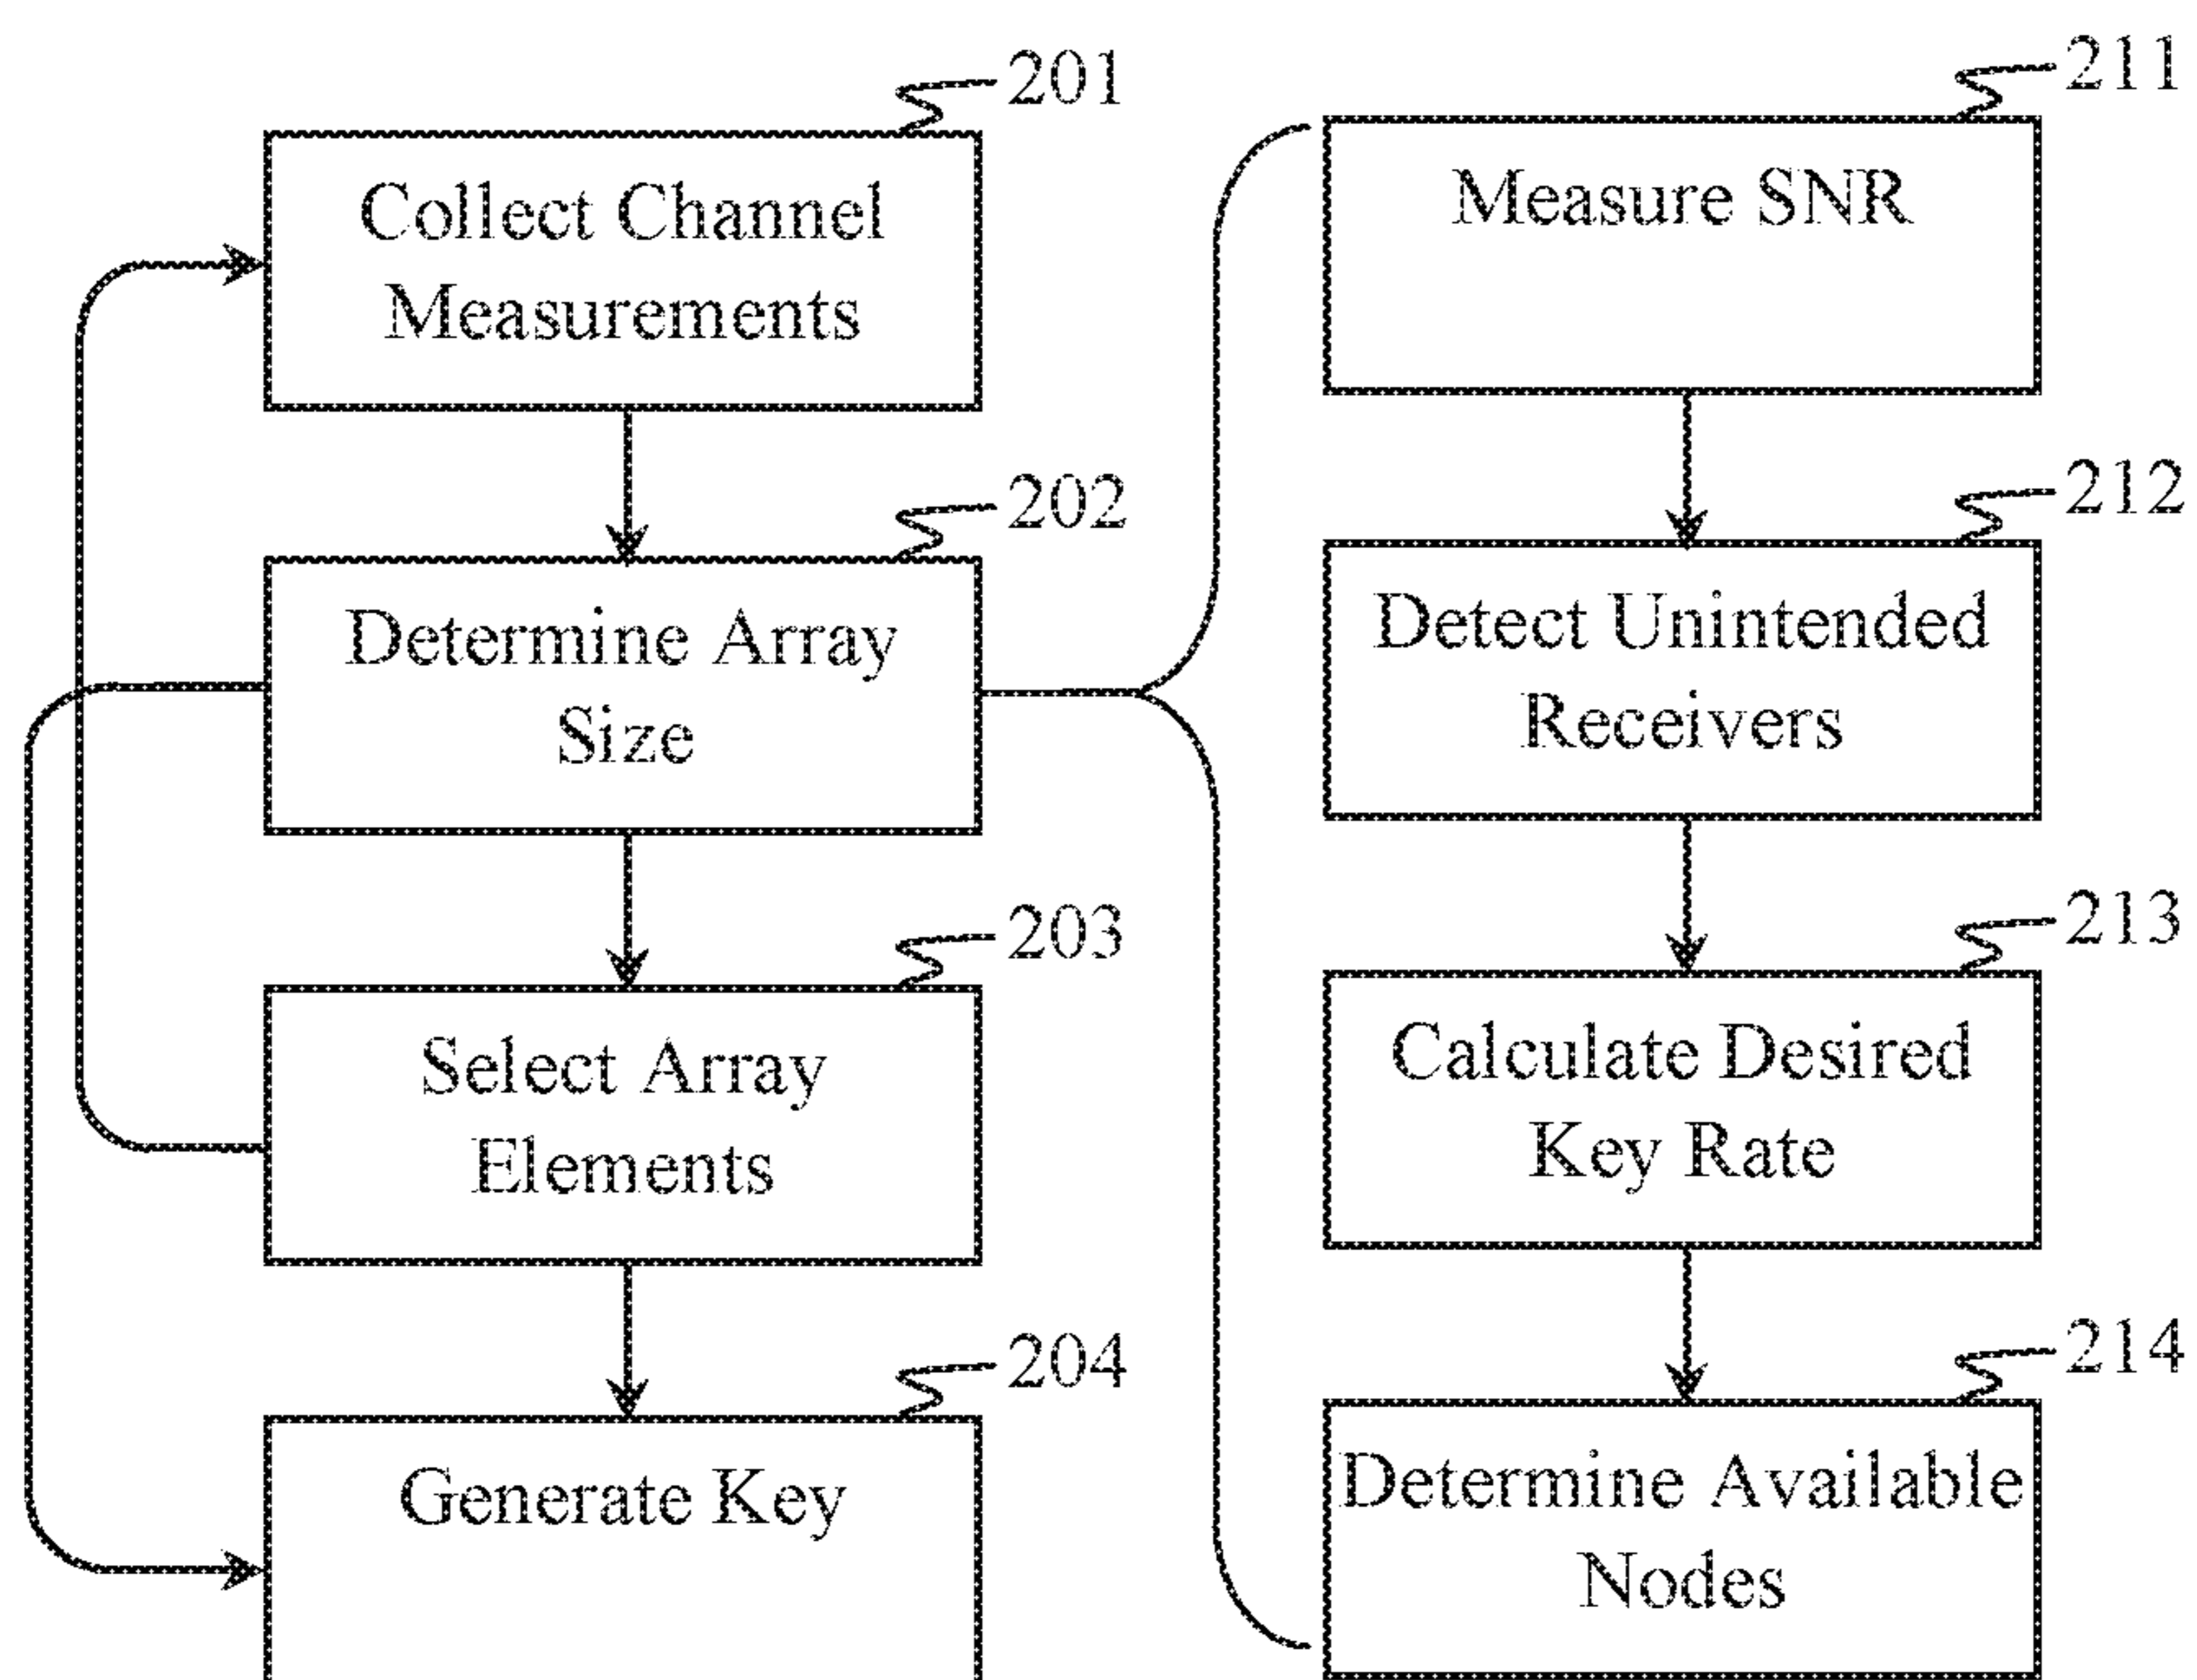 201
Collect Channel
Measurements
202
Determine Array
Size
203
Select Array
Elements
204
Generate Key
211
Measure SNR
212
Detect Unintended
Receivers
213
Calculate Desired
Key Rate
214
Determine Available
Nodes